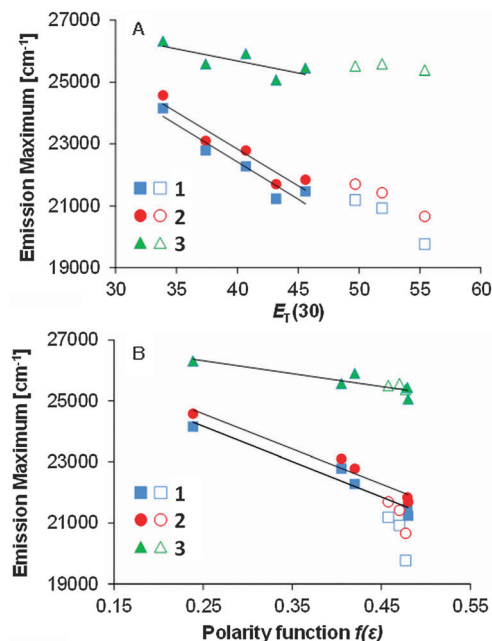 A
Emission Maximum [cm-1]
27000
25000
23000
21000
19000
1
2
3
30 35 40 45 50 55 60
ET(30)
B
Emission Maximum [cm-1]
27000
25000
23000
21000
19000
1
2
3
0.15 0.25 0.35 0.45 0.55
Polarity function f(ε)